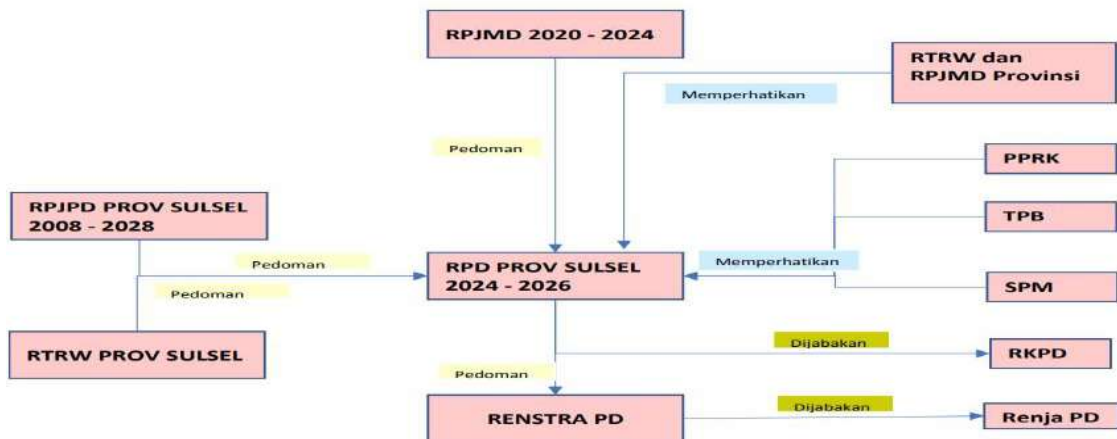 RPJMD 2020 - 2024
RTRW dan
RPJMD Provinsi
Memperhatikan
Pedoman
PPRK
RPJPD PROV SULSEL
2008 - 2028
TPB
Pedoman
RPD PROV SULSEL
2024 - 2026
Memperhatikan
Pedoman
SPM
RTRW PROV SULSEL
Dijabakan
RKPD
Pedoman
RENSTRA PD
Dijabakan
Renja PD